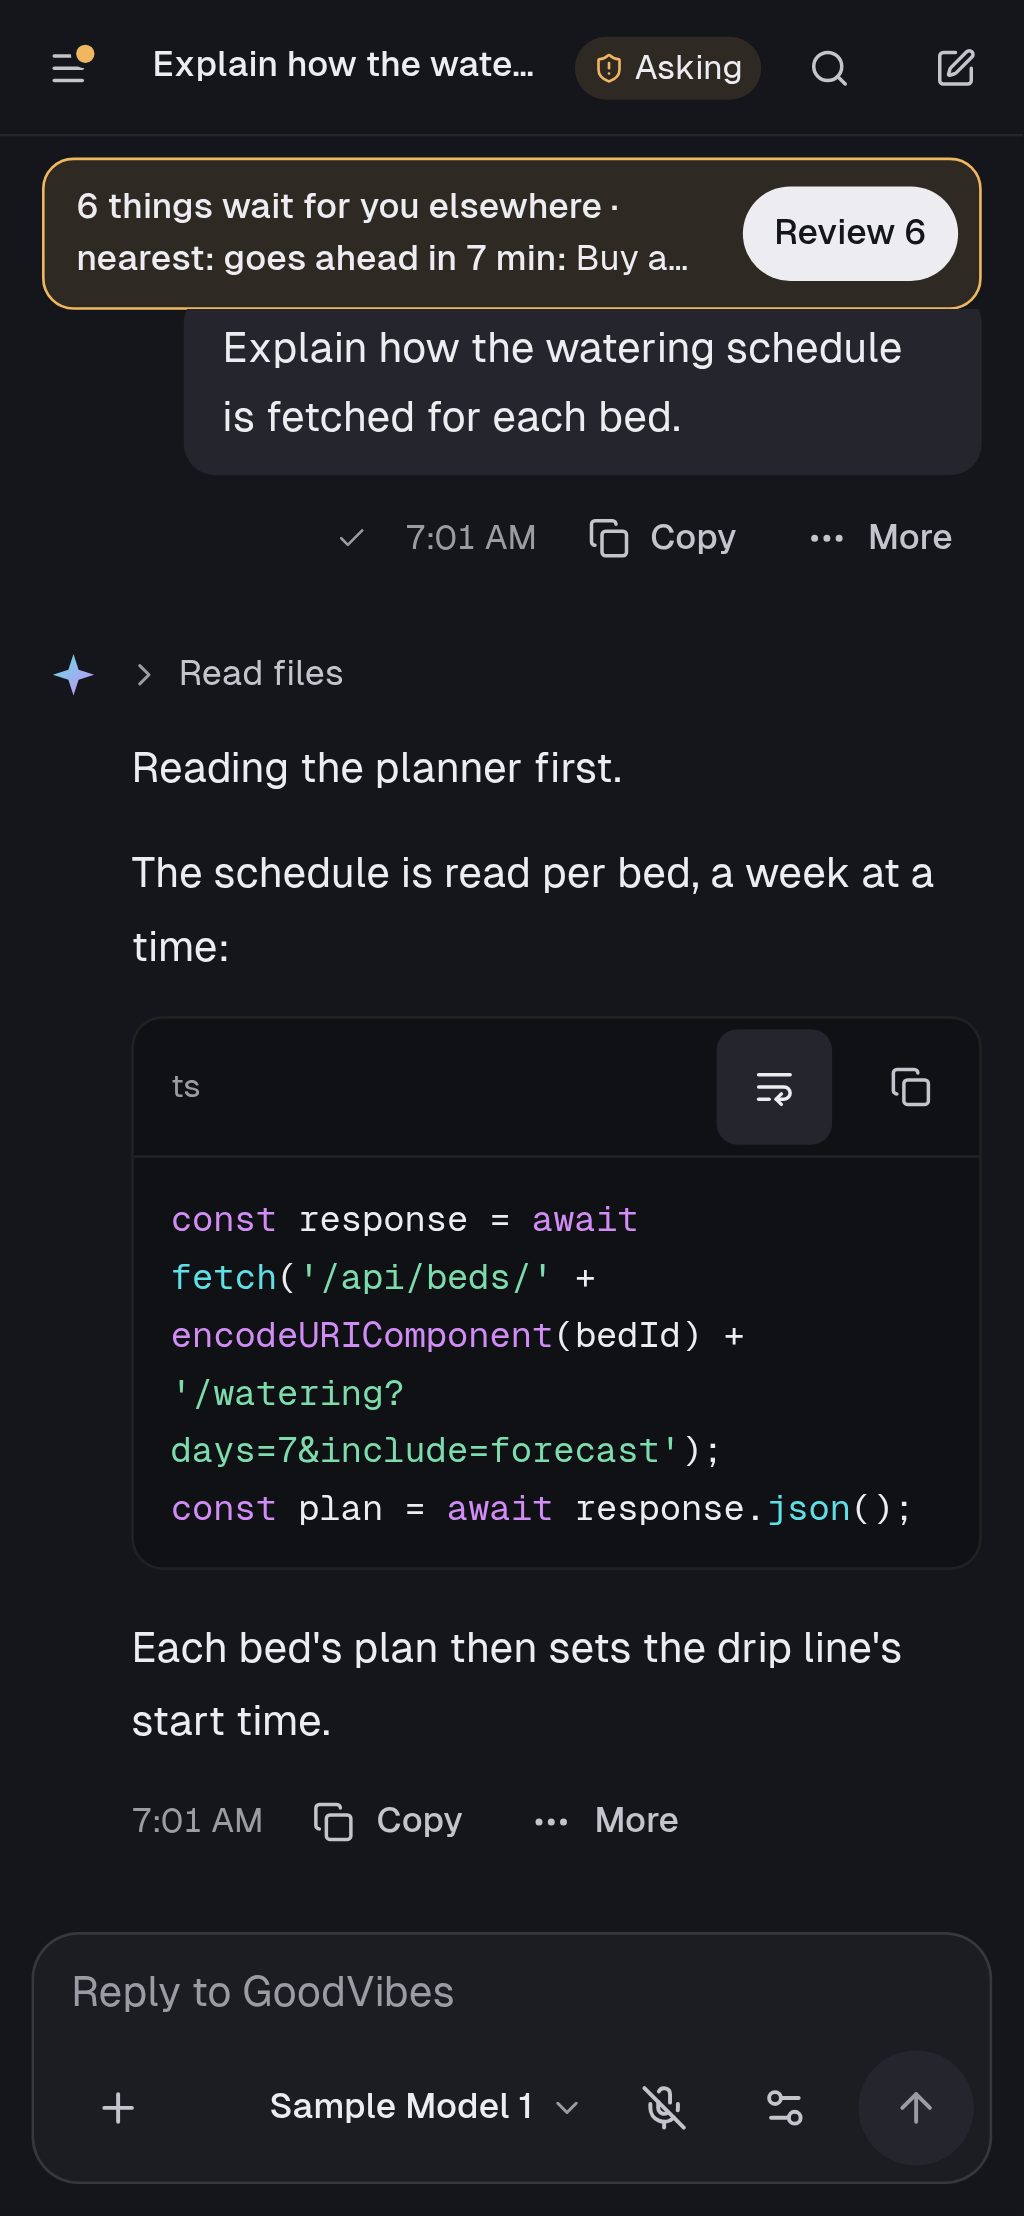 Explain how the wate...
Asking
6 things wait for you elsewhere ·
nearest: goes ahead in 7 min: Buy a...
Review 6
Explain how the watering schedule
is fetched for each bed.
7:01 AM Copy More
Read files
Reading the planner first.
The schedule is read per bed, a week at a
time:
ts
const response = await
fetch('/api/beds/' +
encodeURIComponent(bedId) +
'/watering?
days=7&include=forecast');
const plan = await response.json();
Each bed's plan then sets the drip line's
start time.
7:01 AM Copy More
Reply to GoodVibes
Sample Model 1